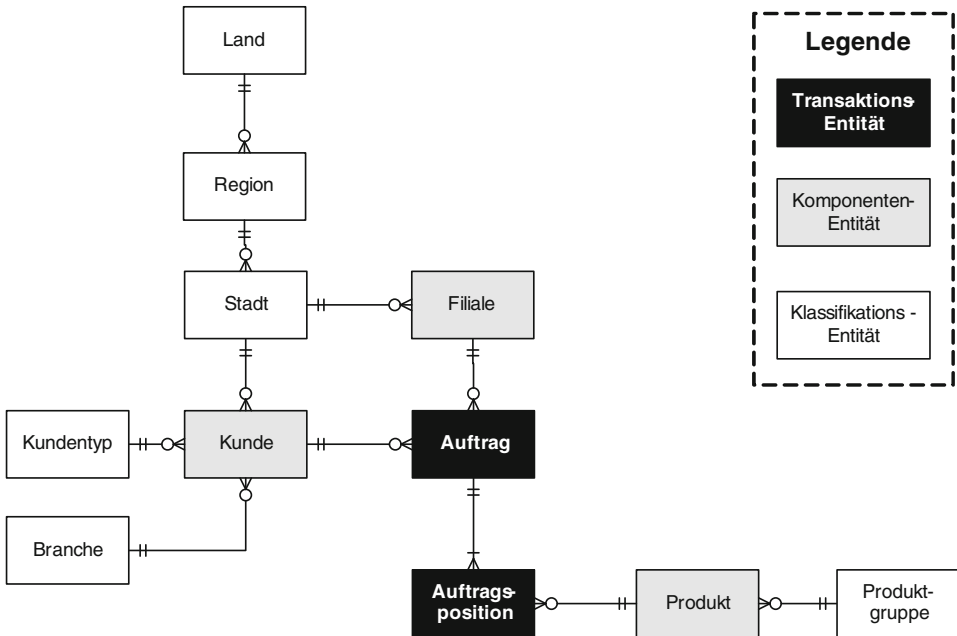 Land
Legende
Transaktions-
Entität
Region
Komponenten-
Entität
Stadt
Filiale
Klassifikations -
Entität
Kundentyp
Kunde
Auftrag
Branche
Auftrags-
position
Produkt
Produkt-
gruppe